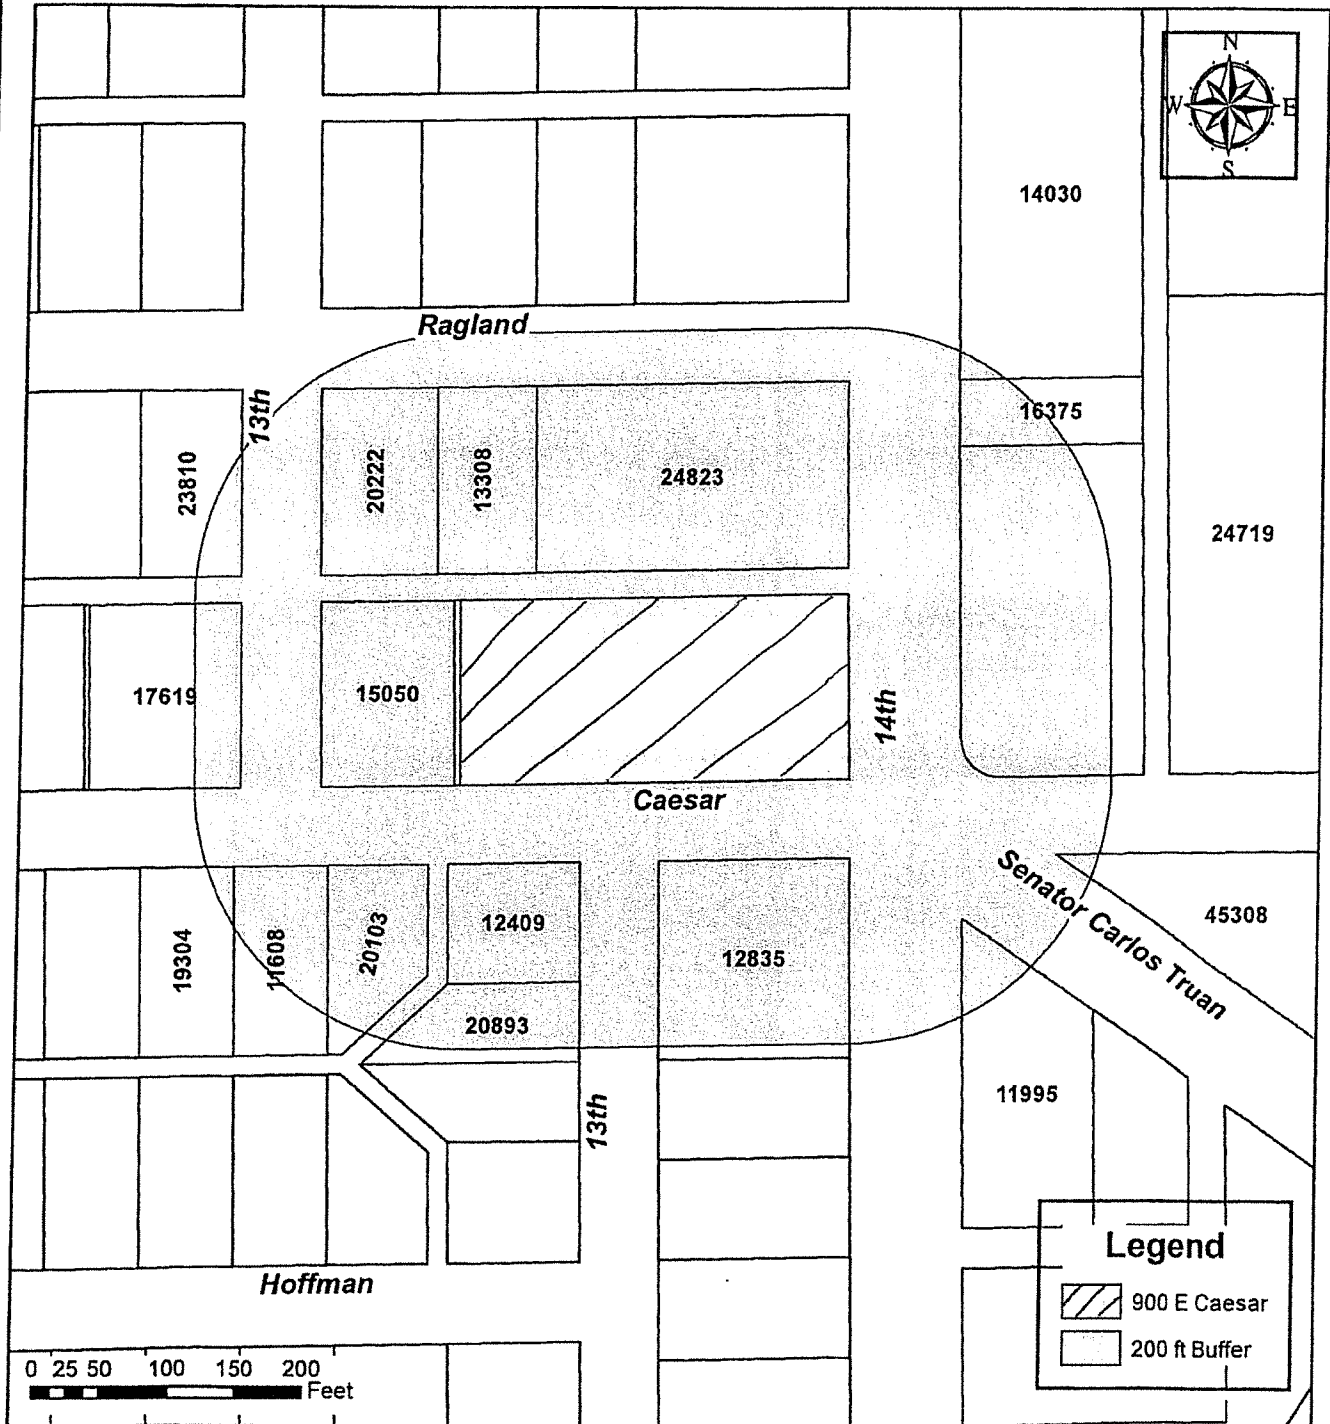 N
W E
S
14030
Ragland
13th
16375
23810
20222
13308
24823
24719
17619
15050
14th
Caesar
Senator Carlos Truan
19304
11608
20103
12409
12835
45308
20893
11995
13th
Hoffman
Legend
900 E Caesar
200 ft Buffer
0 25 50 100 150 200
Feet